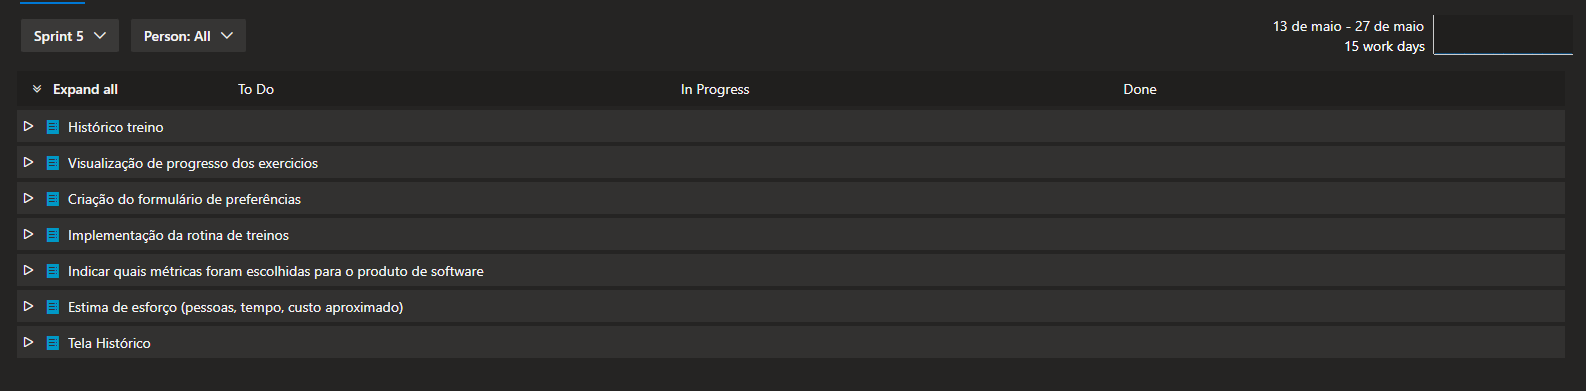 Sprint 5
Person: All
13 de maio - 27 de maio
15 work days
Expand all To Do In Progress Done
Histórico treino
Visualização de progresso dos exercicios
Criação do formulário de preferências
Implementação da rotina de treinos
Indicar quais métricas foram escolhidas para o produto de software
Estima de esforço (pessoas, tempo, custo aproximado)
Tela Histórico